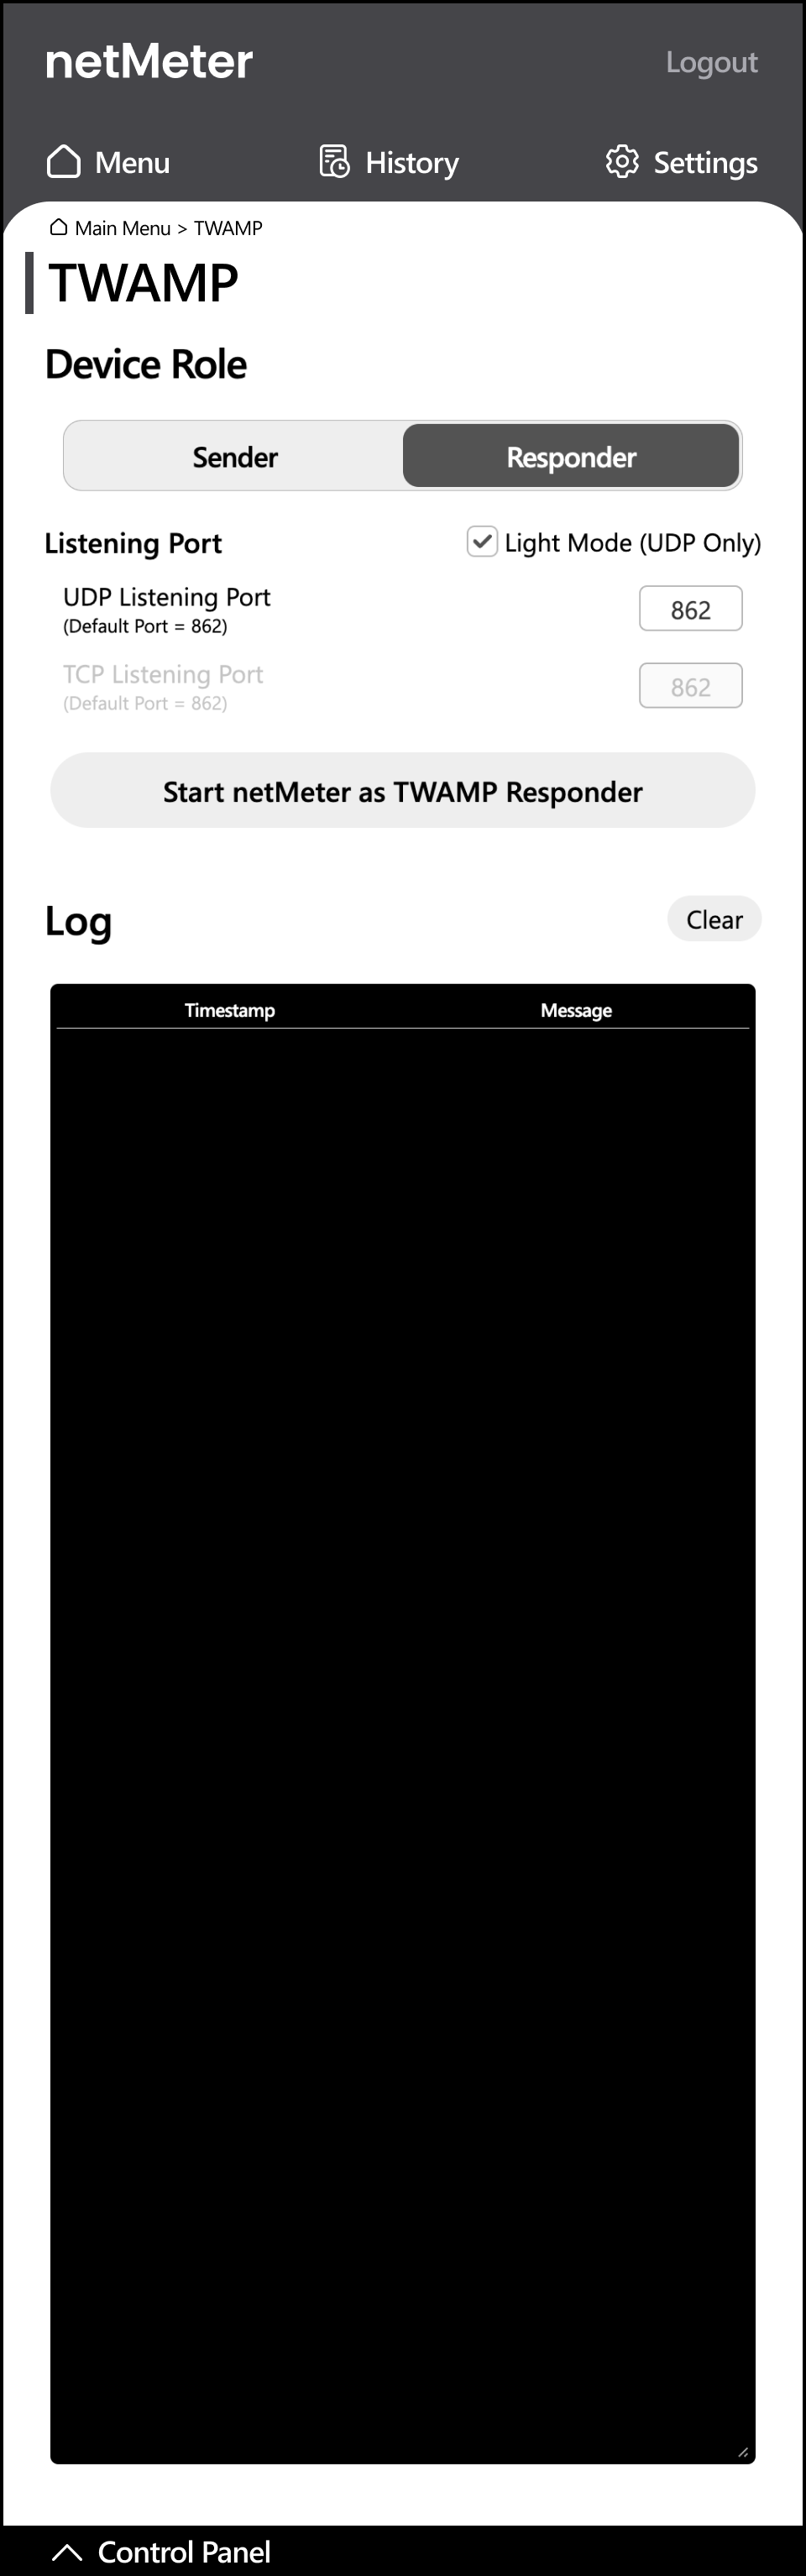 netMeter
Logout
Menu
History
Settings
Main Menu > TWAMP
TWAMP
Device Role
Sender
Responder
Listening Port
Light Mode (UDP Only)
UDP Listening Port
(Default Port = 862)
862
TCP Listening Port
(Default Port = 862)
862
Start netMeter as TWAMP Responder
Log
Clear
Timestamp
Message
Control Panel